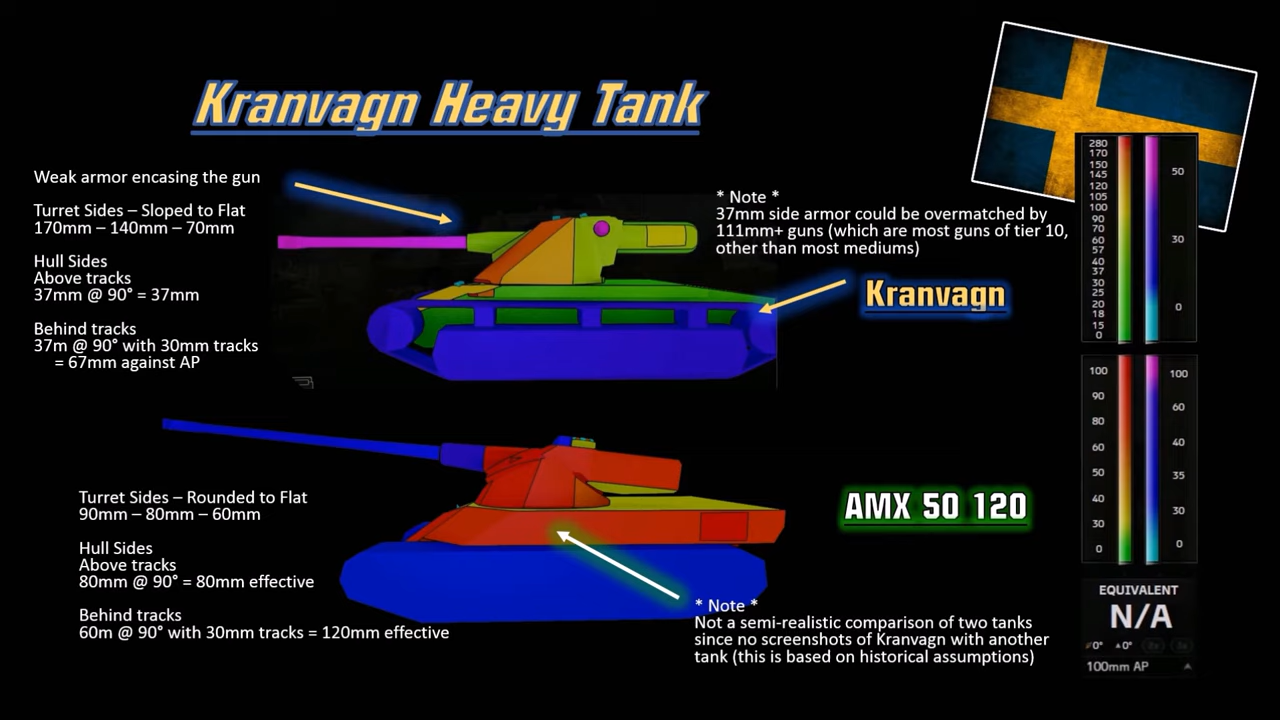 Kranvagn Heavy Tank
Weak armor encasing the gun
Turret Sides – Sloped to Flat
170mm – 140mm – 70mm
Hull Sides
Above tracks
37mm @ 90° = 37mm
Behind tracks
37m @ 90° with 30mm tracks
= 67mm against AP
* Note *
37mm side armor could be overmatched by
111mm+ guns (which are most guns of tier 10,
other than most mediums)
Kranvagn
280
170
150
145
120
105
100
90
70
60
57
40
37
30
25
20
18
15
0
50
30
0
Turret Sides – Rounded to Flat
90mm – 80mm – 60mm
Hull Sides
Above tracks
80mm @ 90° = 80mm effective
Behind tracks
60m @ 90° with 30mm tracks = 120mm effective
AMX 50 120
* Note *
Not a semi-realistic comparison of two tanks
since no screenshots of Kranvagn with another
tank (this is based on historical assumptions)
100
90
80
60
50
40
30
0
100
60
40
35
30
0
EQUIVALENT
N/A
0°
0°
100mm AP